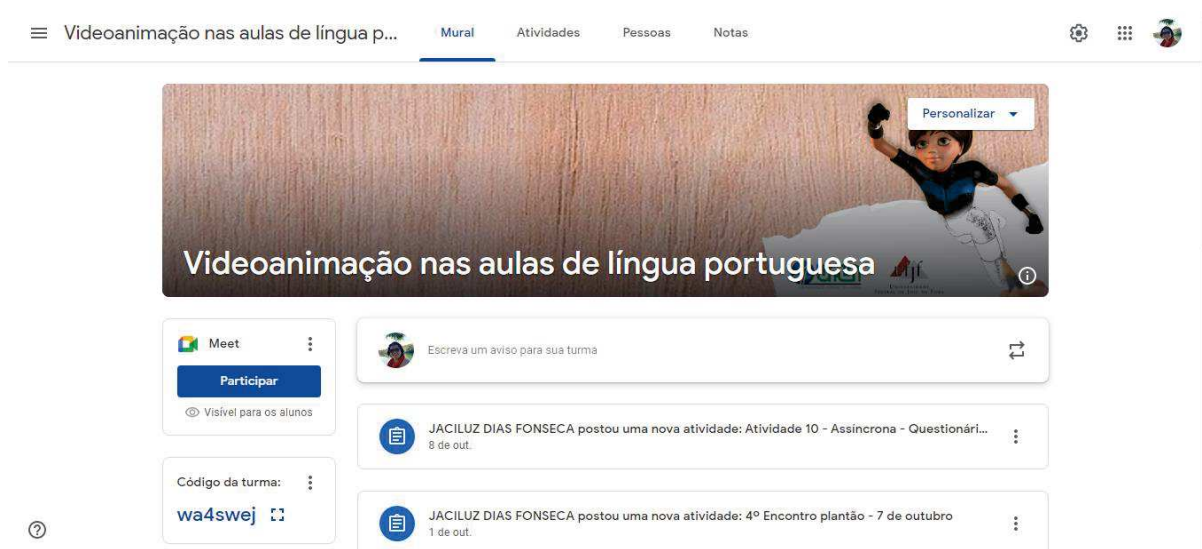 Videoanimação nas aulas de língua p...
Mural
Atividades
Pessoas
Notas
Personalizar
Videoanimação nas aulas de língua portuguesa
Meet
Participar
Visível para os alunos
Código da turma:
wa4swej
Escreva um aviso para sua turma
JACILUZ DIAS FONSECA postou uma nova atividade: Atividade 10 - Assíncrona - Questionári...
8 de out.
JACILUZ DIAS FONSECA postou uma nova atividade: 4º Encontro plantão - 7 de outubro
1 de out.